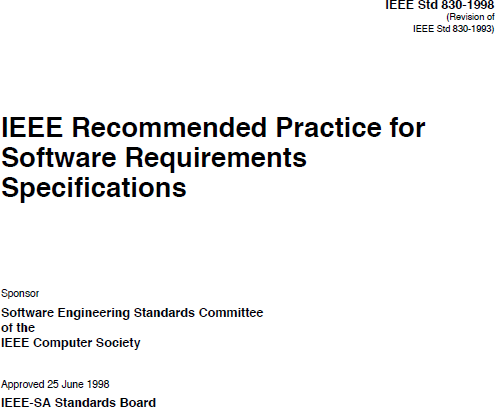 IEEE Std 830-1998
(Revision of
IEEE Std 830-1993)
IEEE Recommended Practice for
Software Requirements
Specifications
Sponsor
Software Engineering Standards Committee
of the
IEEE Computer Society
Approved 25 June 1998
IEEE-SA Standards Board